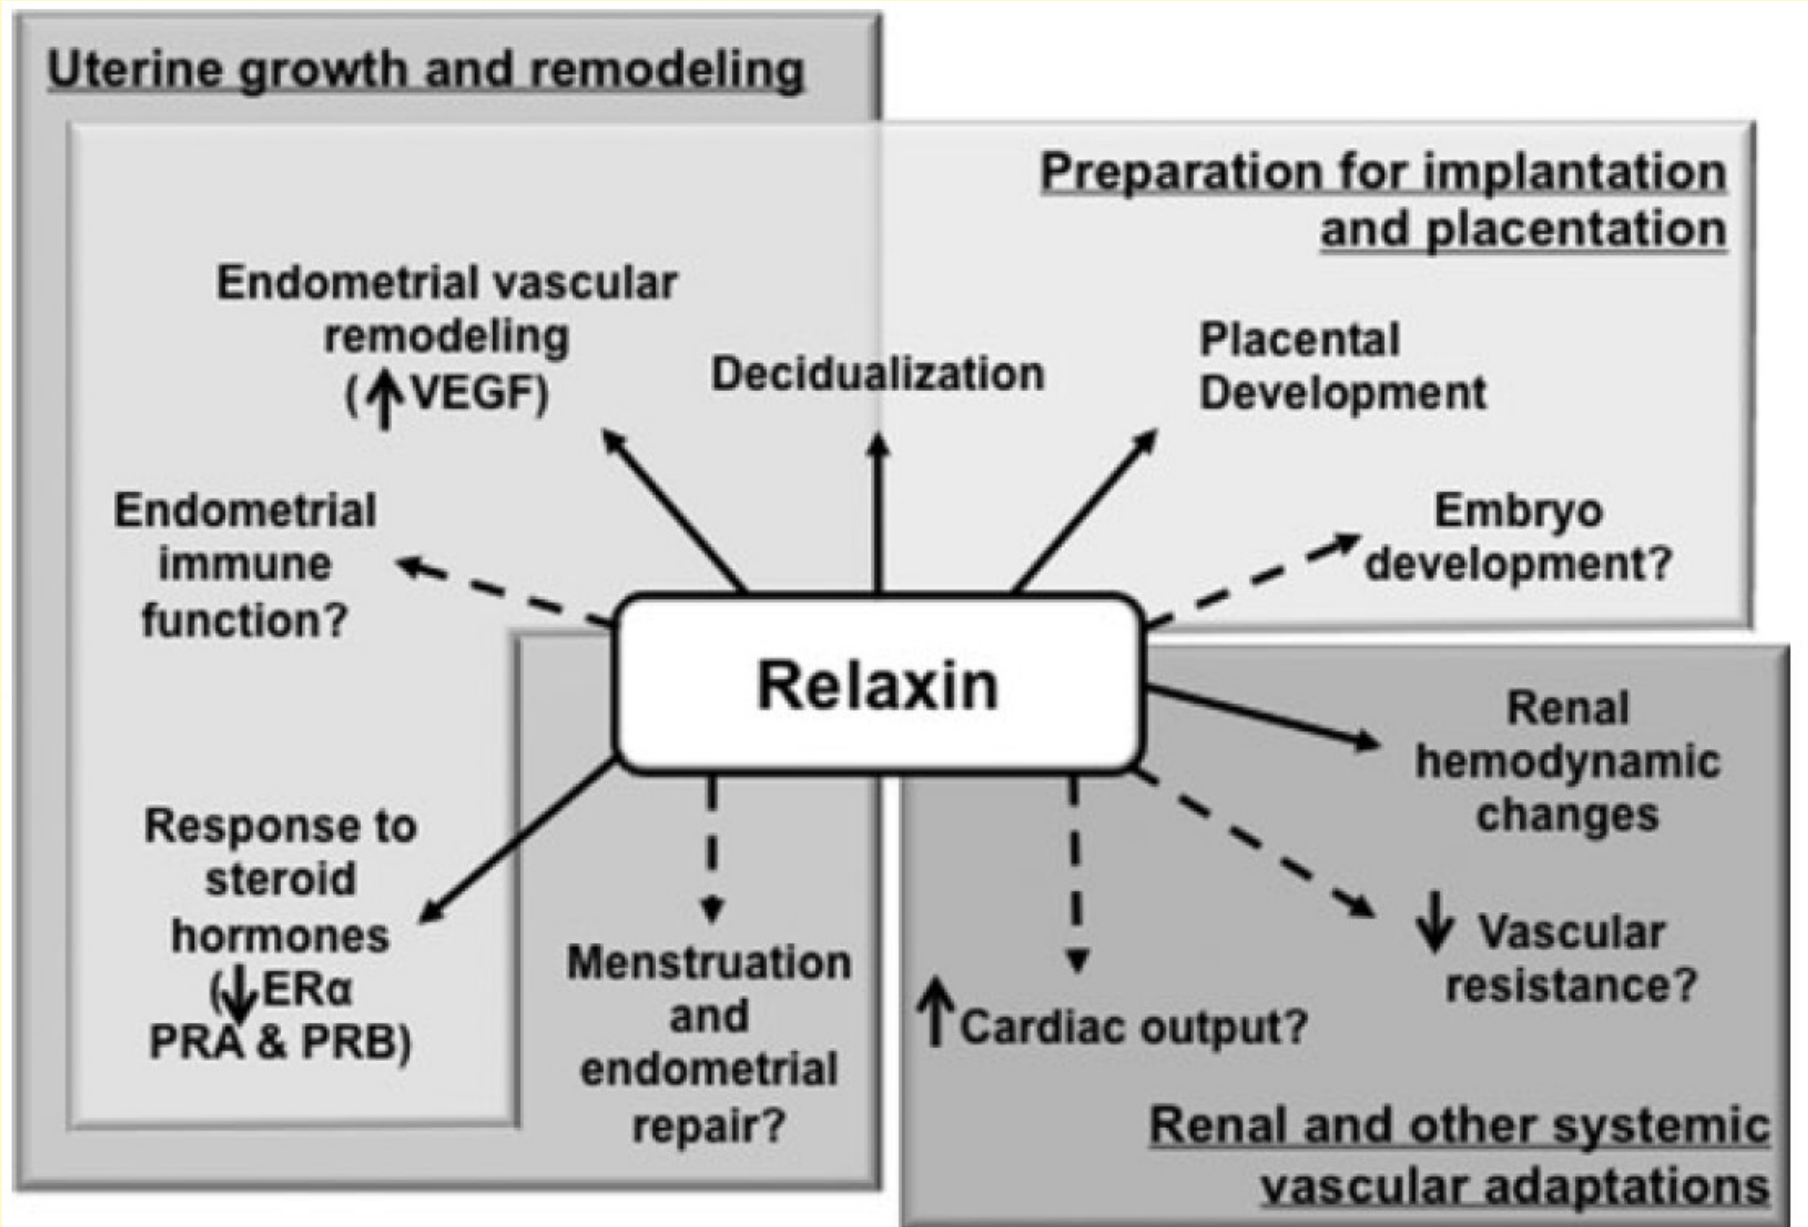 Uterine growth and remodeling
Preparation for implantation
and placentation
Endometrial vascular
remodeling
(↑VEGF)
Decidualization
Placental
Development
Endometrial
immune
function?
Embryo
development?
Relaxin
Renal
hemodynamic
changes
Response to
steroid
hormones
(↓ERα
PRA & PRB)
Menstruation
and
endometrial
repair?
↓ Vascular
resistance?
↑Cardiac output?
Renal and other systemic
vascular adaptations